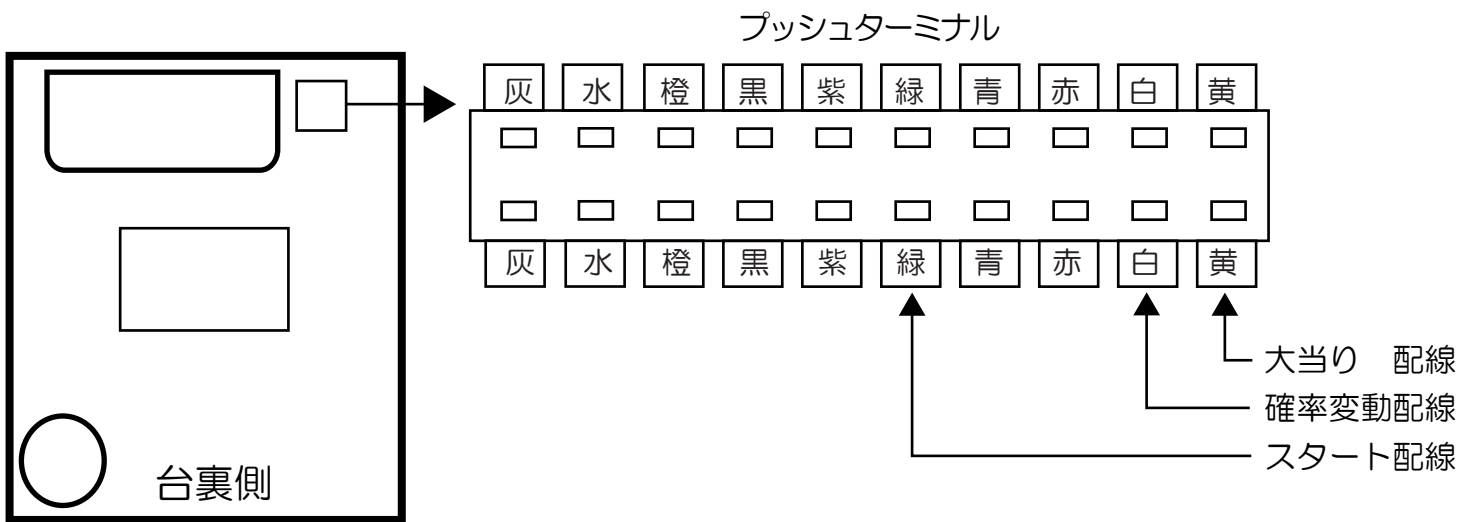 プッシュターミナル
灰 水 橙 黒 紫 緑 青 赤 白 黄
灰 水 橙 黒 紫 緑 青 赤 白 黄
大当り　配線
確率変動配線
スタート配線
台裏側